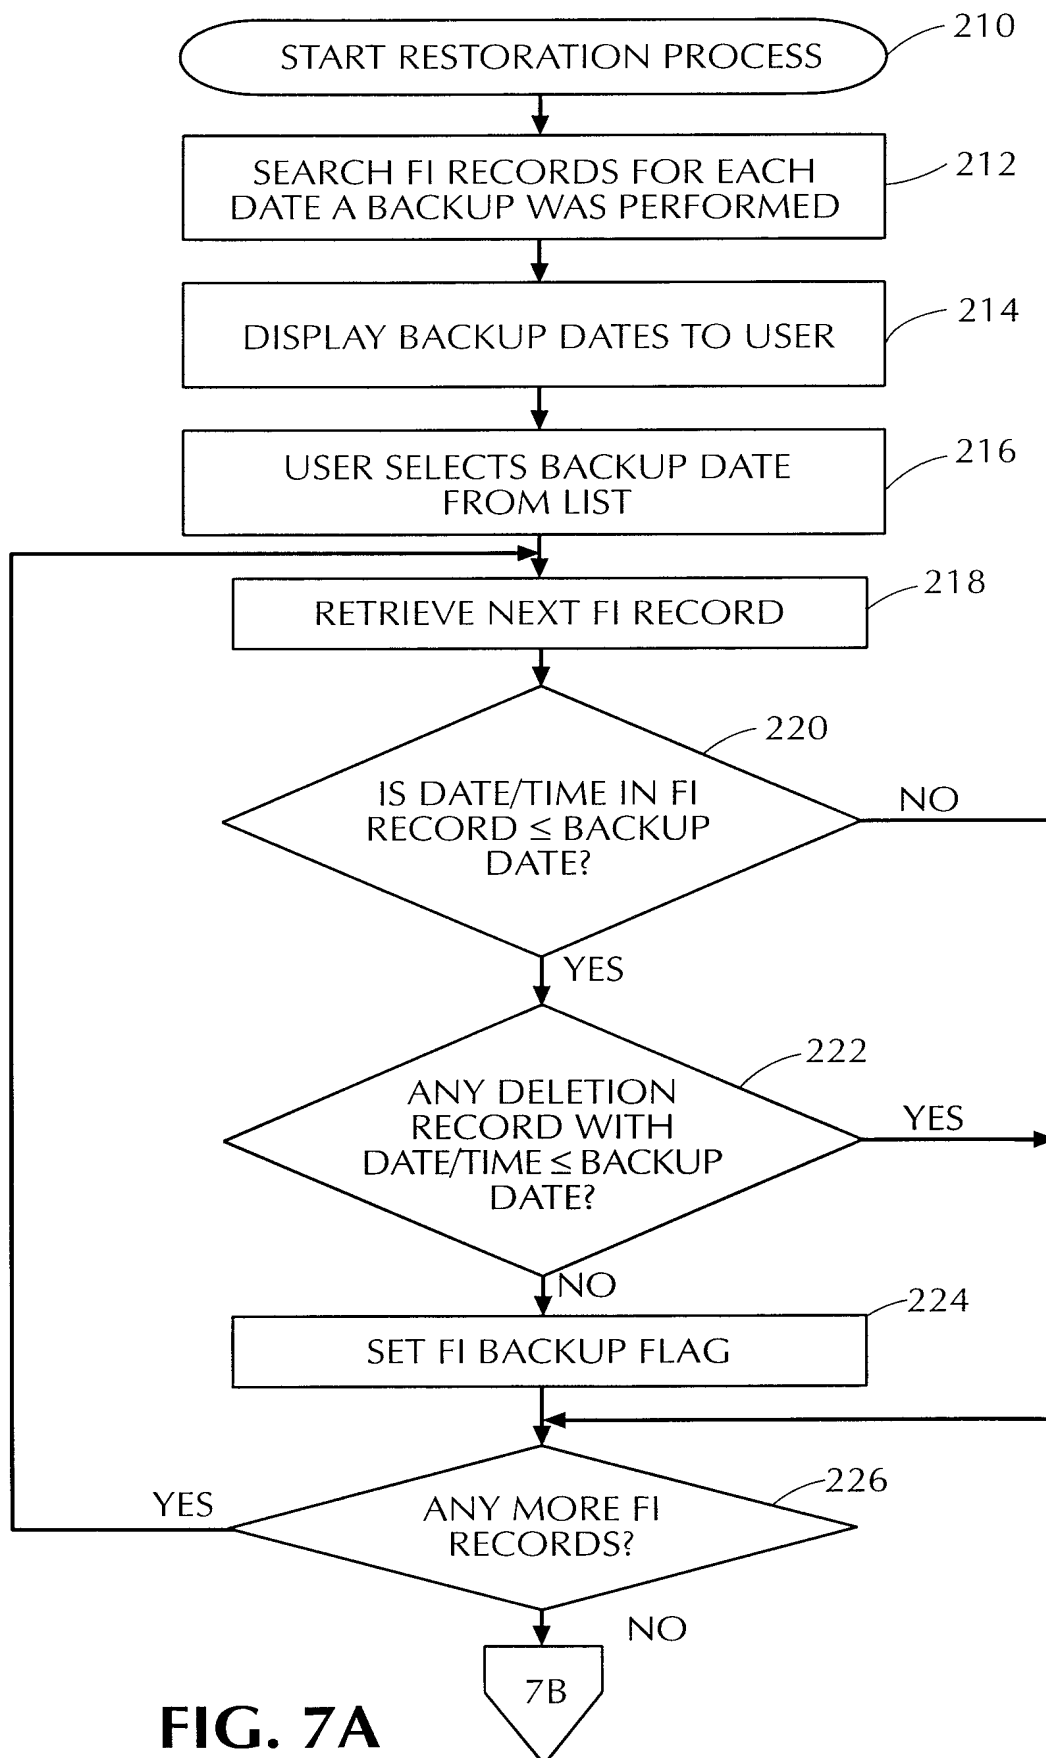 START RESTORATION PROCESS
210
SEARCH FI RECORDS FOR EACH
DATE A BACKUP WAS PERFORMED
212
DISPLAY BACKUP DATES TO USER
214
USER SELECTS BACKUP DATE
FROM LIST
216
RETRIEVE NEXT FI RECORD
218
220
IS DATE/TIME IN FI
RECORD ≤ BACKUP
DATE?
NO
YES
222
ANY DELETION
RECORD WITH
DATE/TIME ≤ BACKUP
DATE?
YES
NO
224
SET FI BACKUP FLAG
226
YES
ANY MORE FI
RECORDS?
NO
7B
FIG. 7A